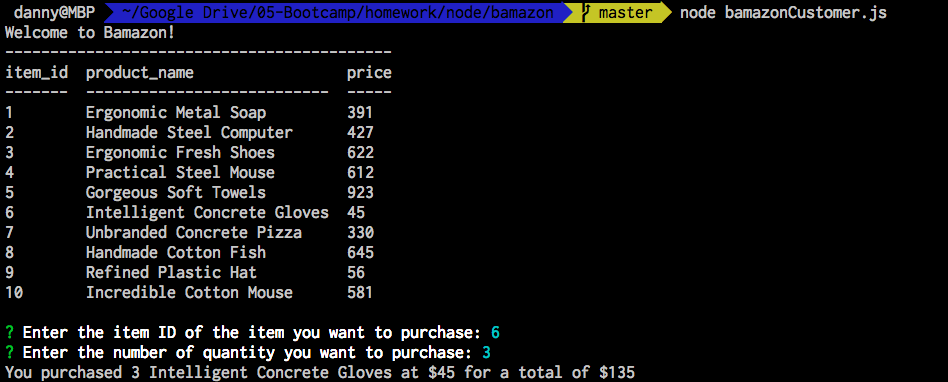 danny@MBP ~/Google Drive/05-Bootcamp/homework/node/bamazon master node bamazonCustomer.js
Welcome to Bamazon!
-------------------------------------------
item_id  product_name                 price
-------  ---------------------------  -----
1        Ergonomic Metal Soap         391
2        Handmade Steel Computer      427
3        Ergonomic Fresh Shoes        622
4        Practical Steel Mouse        612
5        Gorgeous Soft Towels         923
6        Intelligent Concrete Gloves  45
7        Unbranded Concrete Pizza     330
8        Handmade Cotton Fish         645
9        Refined Plastic Hat          56
10       Incredible Cotton Mouse      581
? Enter the item ID of the item you want to purchase: 6
? Enter the number of quantity you want to purchase: 3
You purchased 3 Intelligent Concrete Gloves at $45 for a total of $135